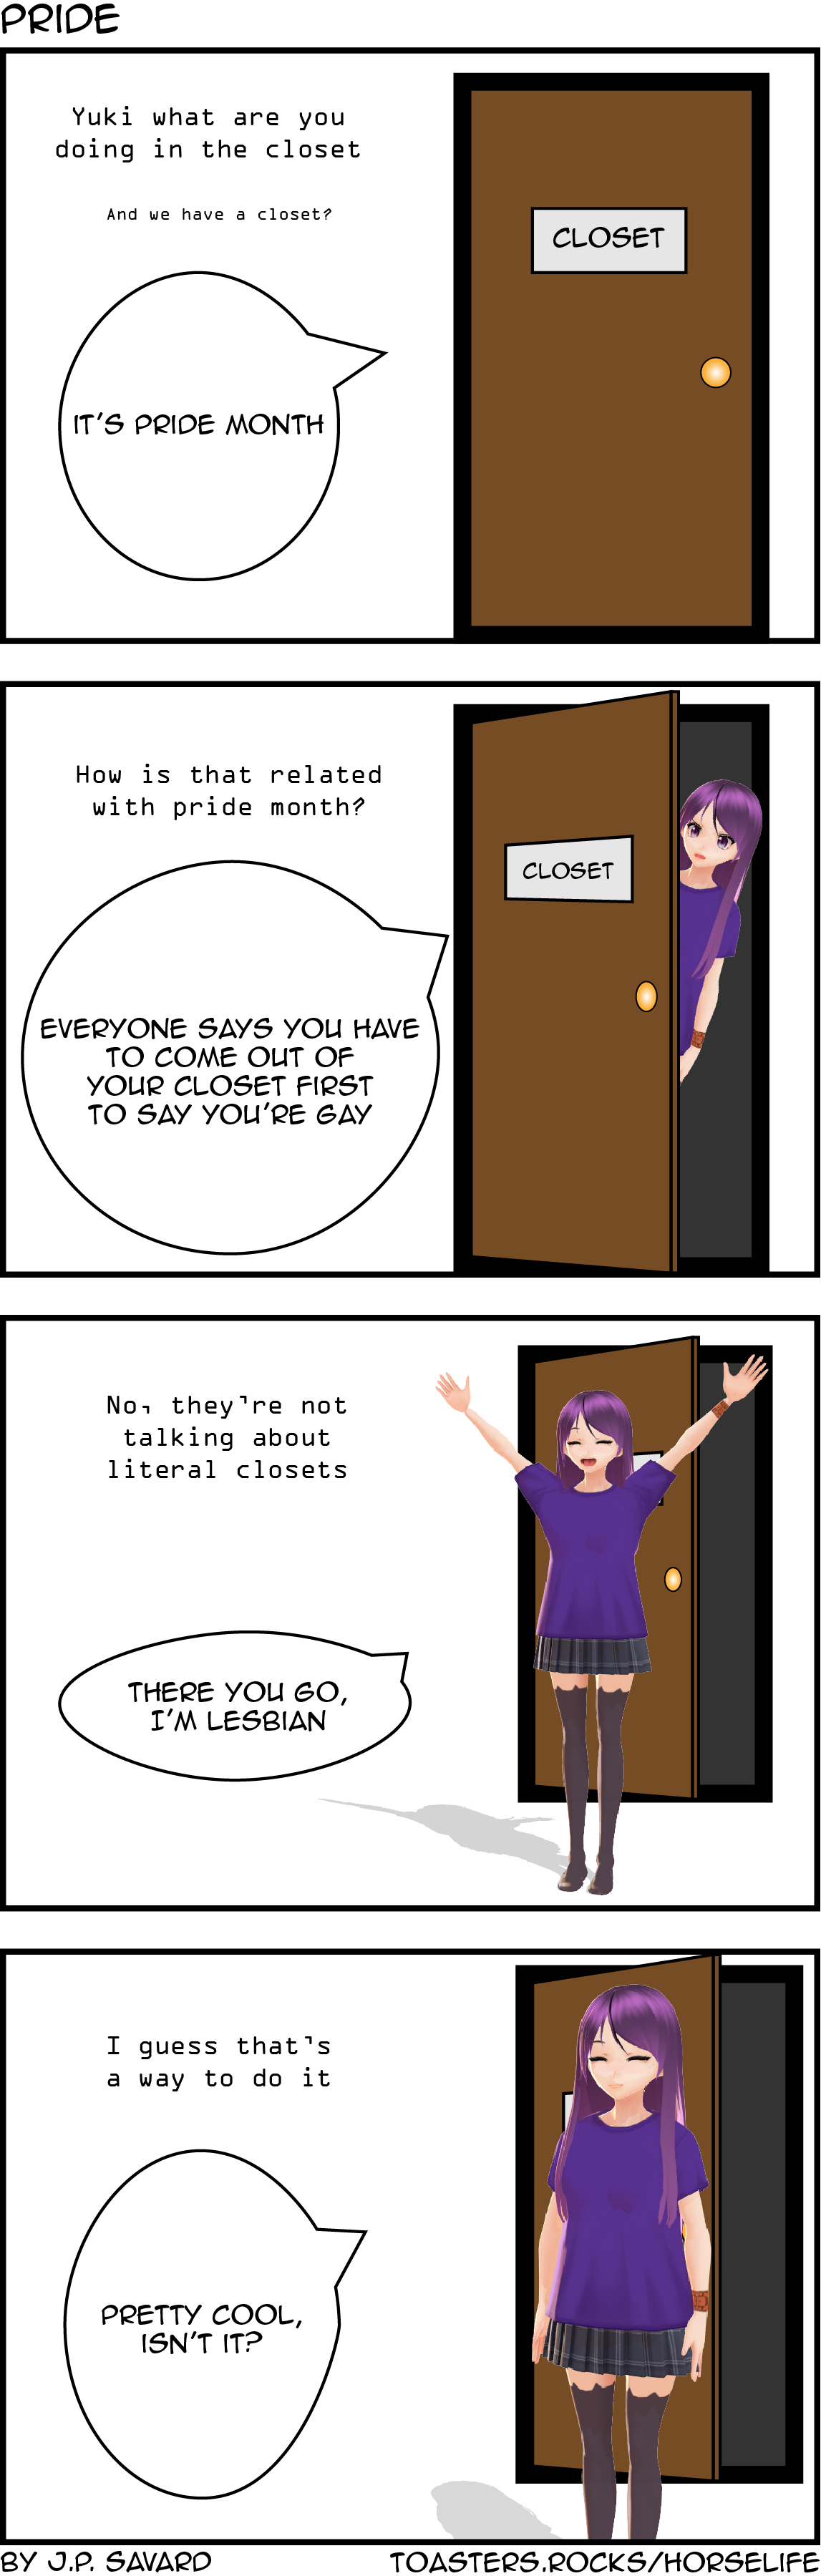 PRIDE
Yuki what are you
doing in the closet
And we have a closet?
CLOSET
IT'S PRIDE MONTH
How is that related
with pride month?
CLOSET
EVERYONE SAYS YOU HAVE
TO COME OUT OF
YOUR CLOSET FIRST
TO SAY YOU'RE GAY
No, they're not
talking about
literal closets
THERE YOU GO,
I'M LESBIAN
I guess that's
a way to do it
PRETTY COOL,
ISN'T IT?
BY J.P. SAVARD
TOASTERS.ROCKS/HORSELIFE